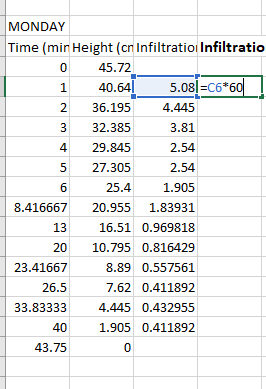 MONDAY
Time (min Height (cn Infiltratio Infiltratio
0 45.72
1 40.64 5.08 =C6*60
2 36.195 4.445
3 32.385 3.81
4 29.845 2.54
5 27.305 2.54
6 25.4 1.905
8.416667 20.955 1.83931
13 16.51 0.969818
20 10.795 0.816429
23.41667 8.89 0.557561
26.5 7.62 0.411892
33.83333 4.445 0.432955
40 1.905 0.411892
43.75 0